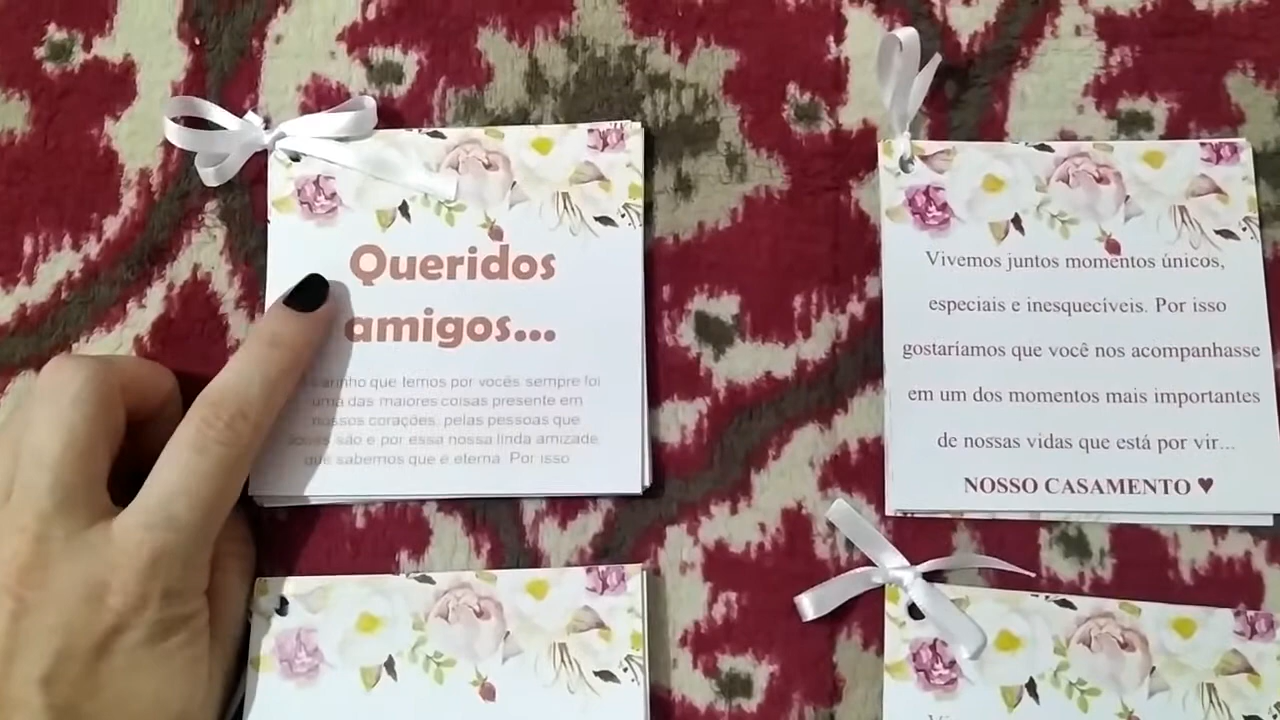 Queridos
amigos...
carinho que temos por vocês sempre foi
uma das maiores coisas presente em
nossos corações, pelas pessoas que
vocês são e por essa nossa linda amizade
que sabemos que é eterna. Por isso
Vivemos juntos momentos únicos,
especiais e inesquecíveis. Por isso
gostaríamos que você nos acompanhasse
em um dos momentos mais importantes
de nossas vidas que está por vir...
NOSSO CASAMENTO ♥